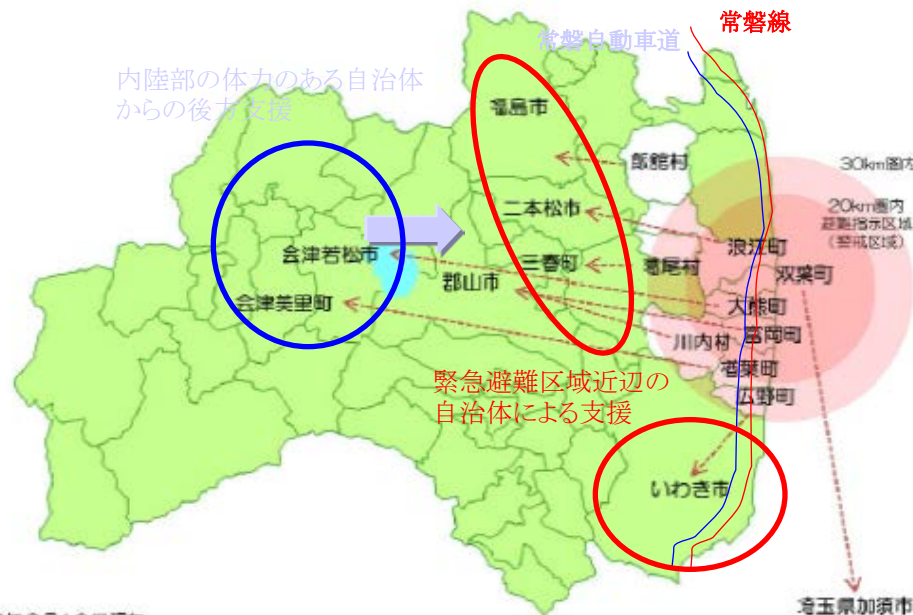 常磐線
常磐自動車道
内陸部の体力のある自治体
からの後方支援
福島市
飯館村
30km圏内
20km圏内
避難指示区域
(警戒区域)
二本松市
浪江町
会津若松市
三春町
葛尾村
双葉町
郡山市
会津美里町
大熊町
富岡町
川内村
楢葉町
広野町
緊急避難区域近辺の
自治体による支援
いわき市
埼玉県加須市